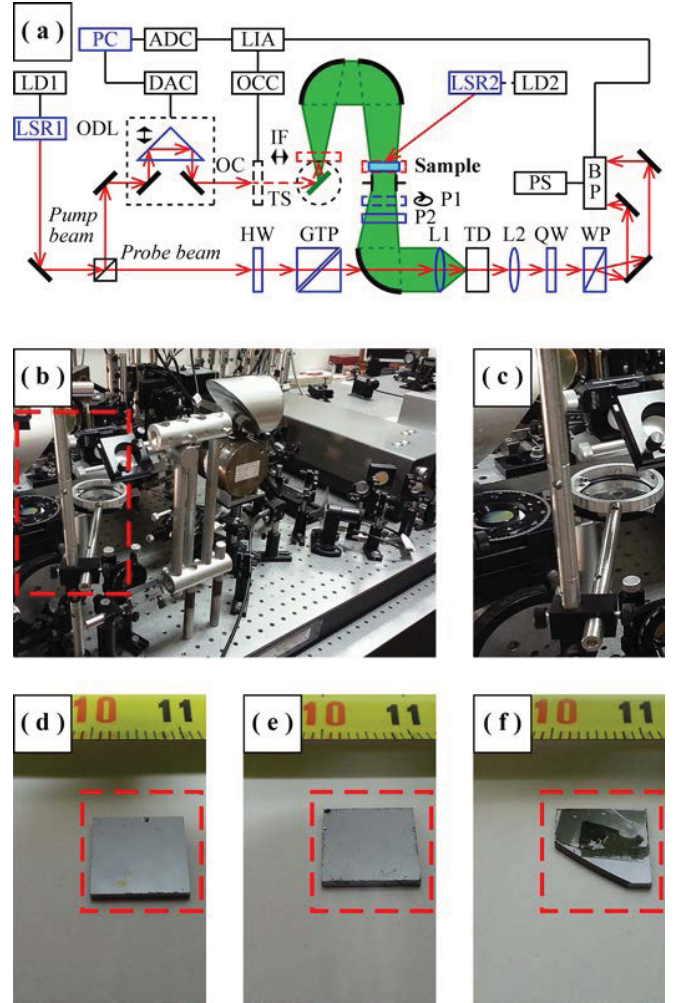 ( a )
PC ADC LIA
LD1 DAC OCC LSR2 LD2
LSR1 ODL IF
OC Sample
TS PS B P
Pump beam P1
P2
Probe beam HW GTP L1 TD L2 QW WP
( b ) ( c )
( d ) ( e ) ( f )
10 11 10 11 10 11